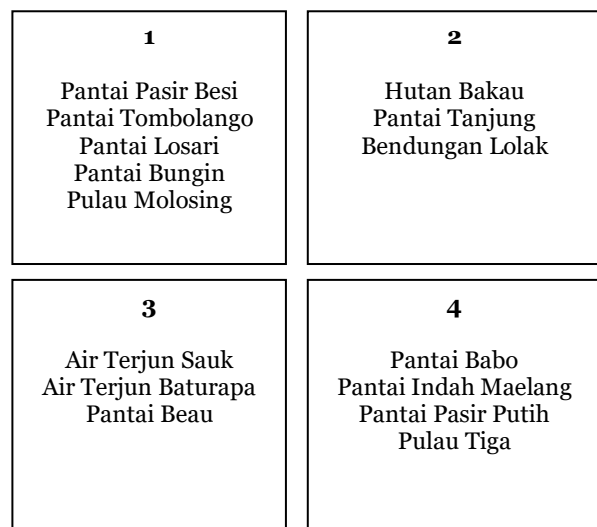 1
Pantai Pasir Besi
Pantai Tombolango
Pantai Losari
Pantai Bungin
Pulau Molosing
2
Hutan Bakau
Pantai Tanjung
Bendungan Lolak
3
Air Terjun Sauk
Air Terjun Baturapa
Pantai Beau
4
Pantai Babo
Pantai Indah Maelang
Pantai Pasir Putih
Pulau Tiga